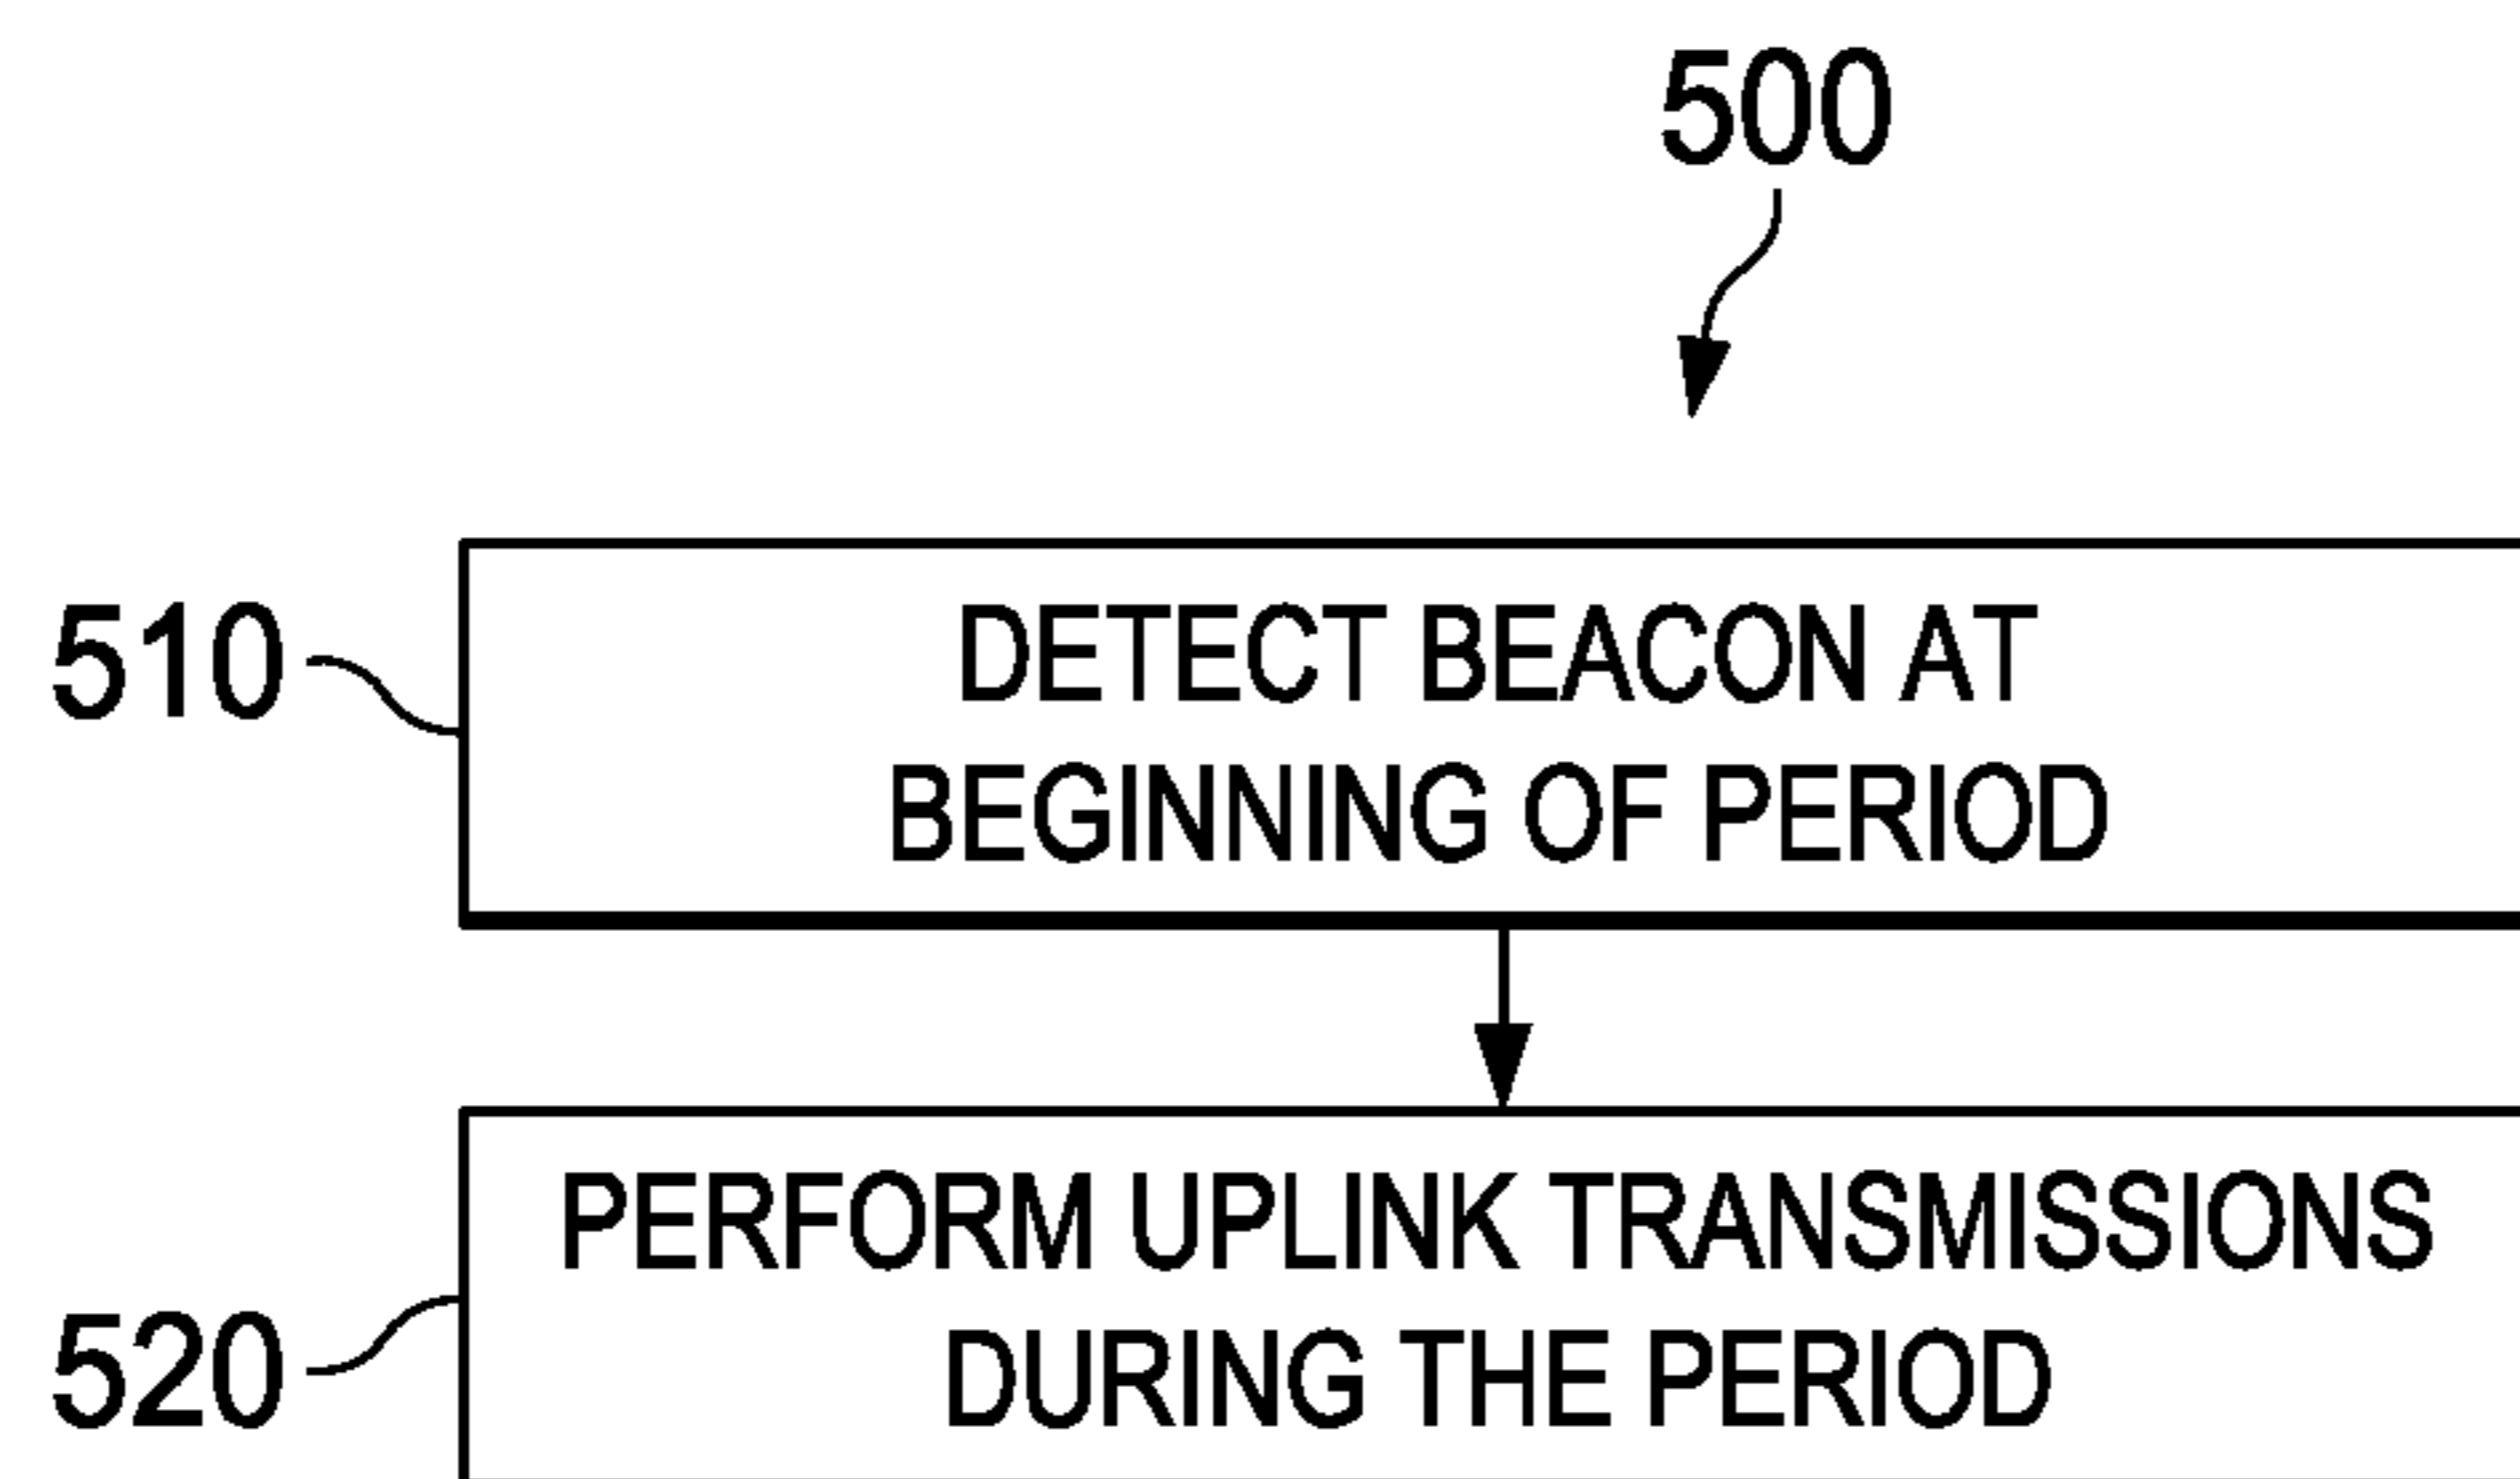 500
510
DETECT BEACON AT
BEGINNING OF PERIOD
PERFORM UPLINK TRANSMISSIONS
520
DURING THE PERIOD